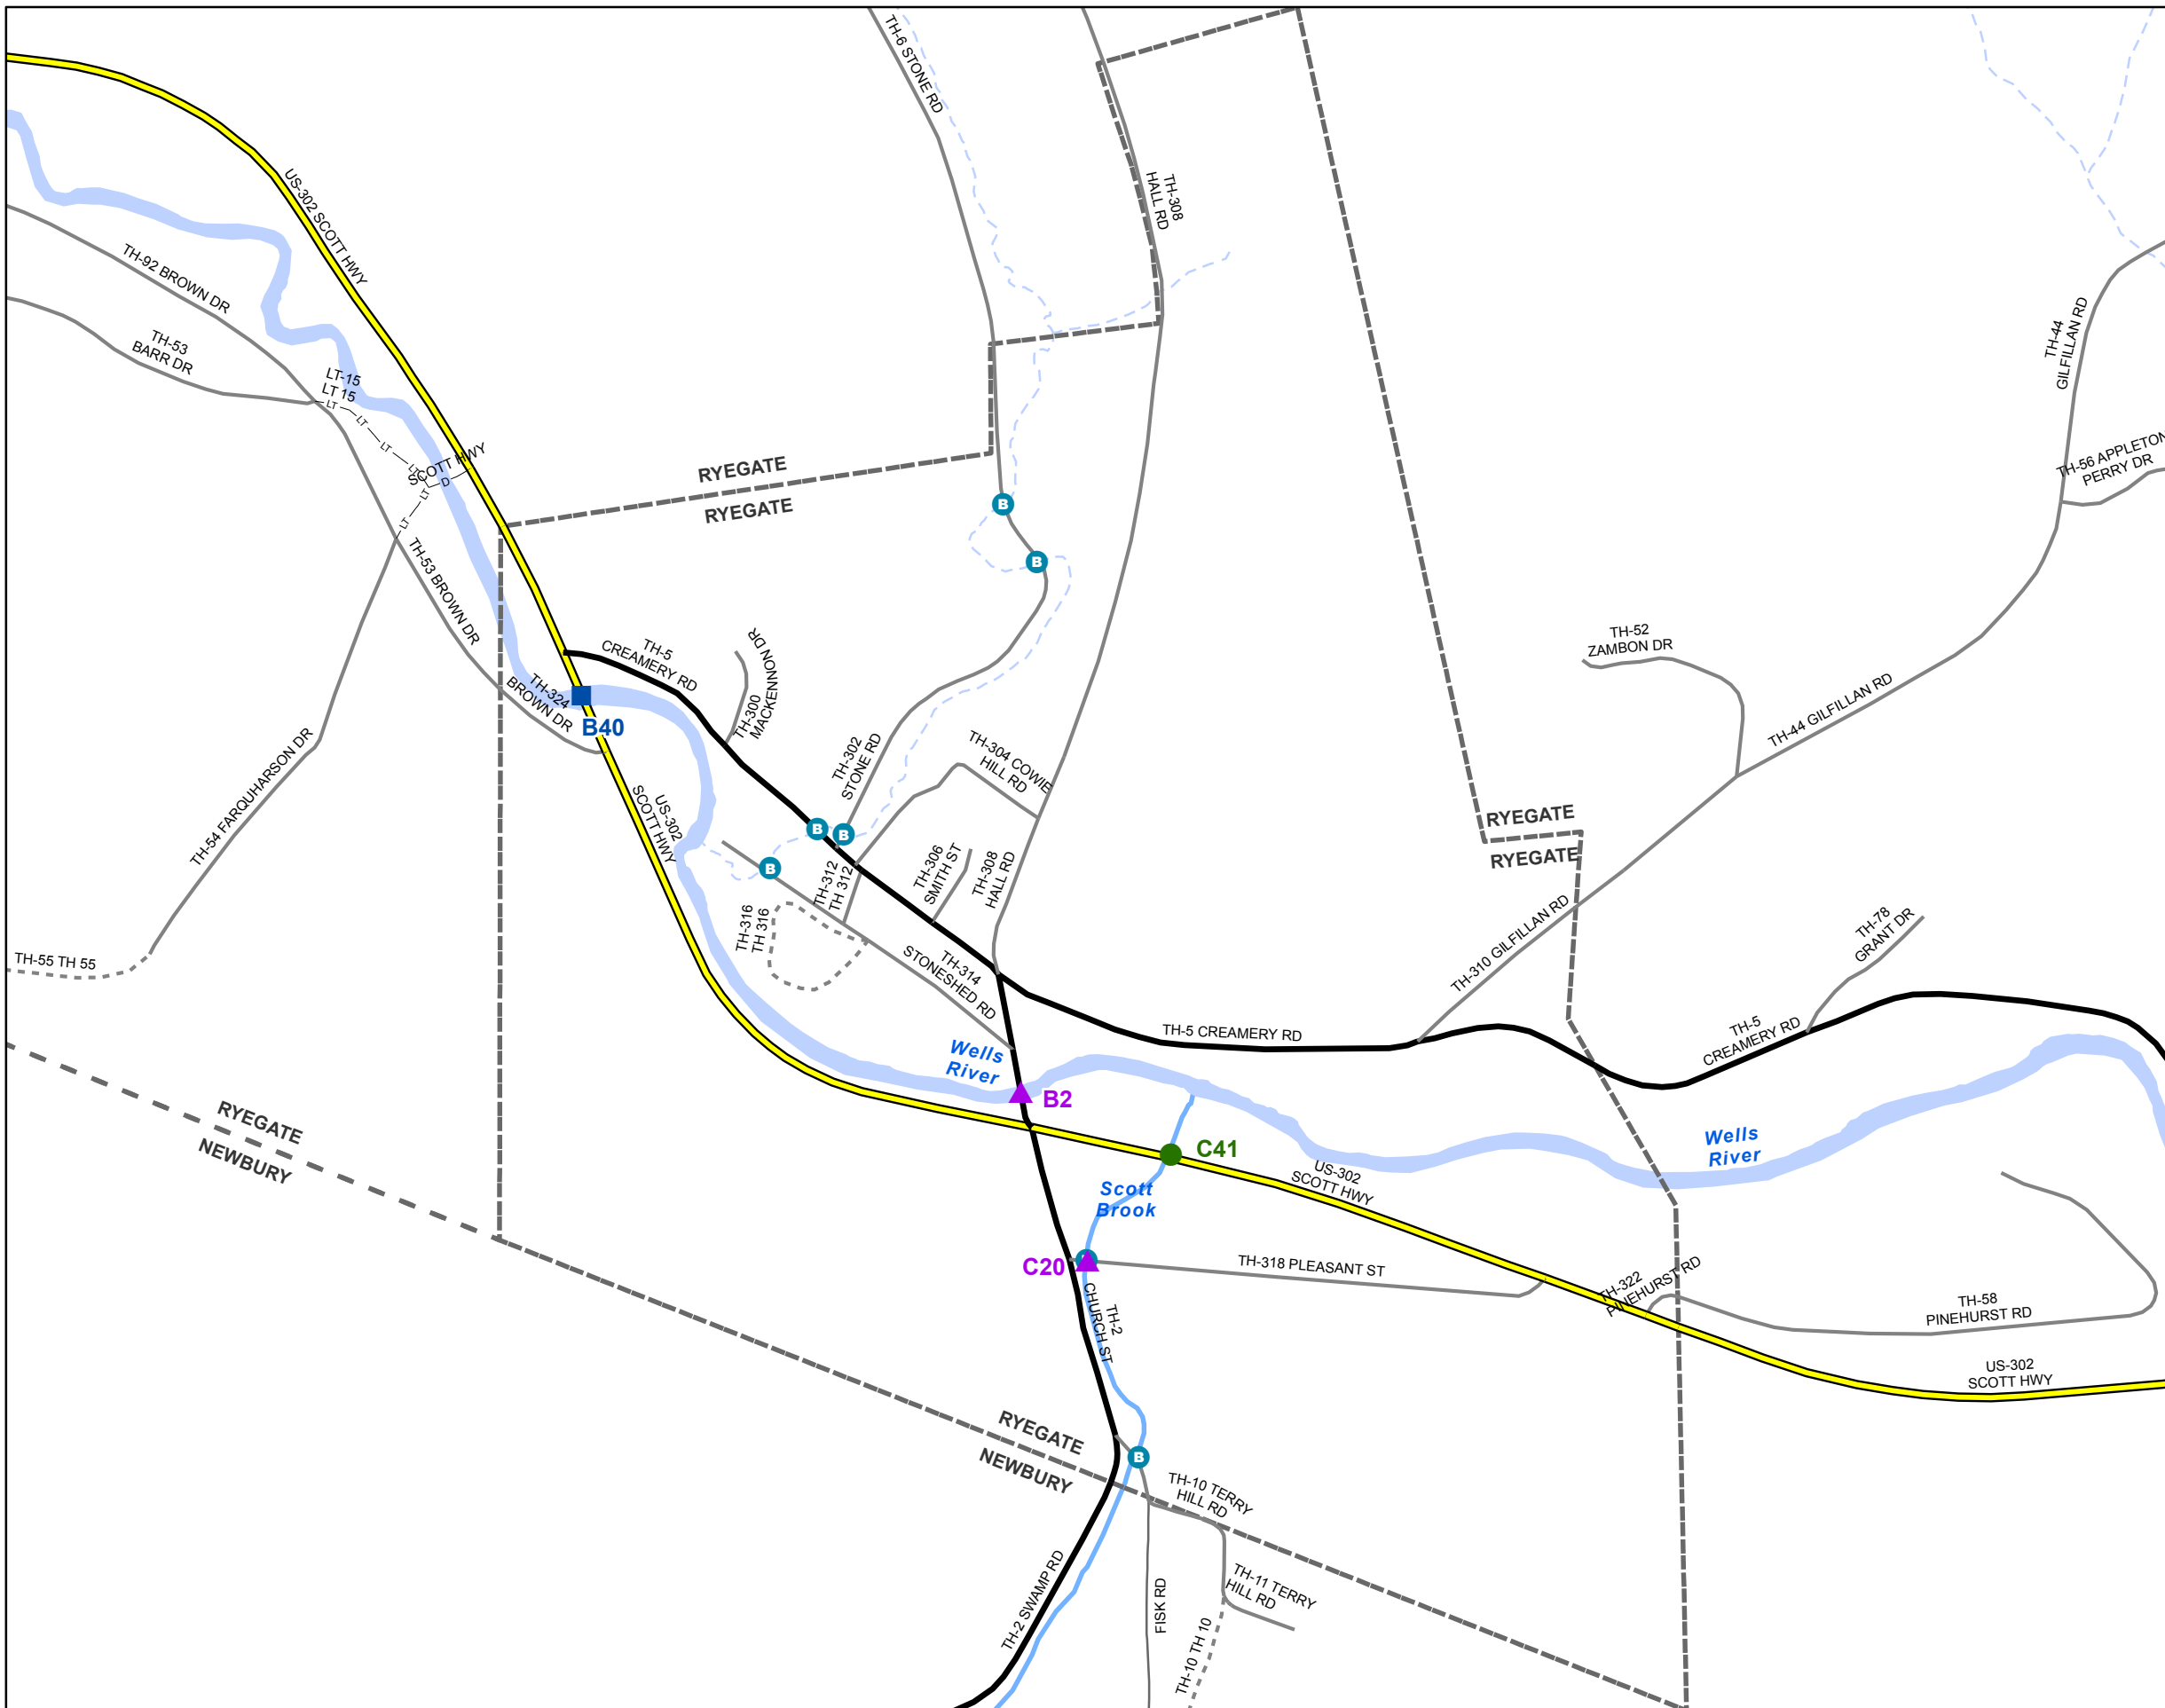 TH-6 STONE RD
TH-308
HALL RD
US-302 SCOTT HWY
TH-92 BROWN DR
TH-53
BARR DR
LT-15
LT 15
LT
LT
LT
LT
LT
LT
D
SCOTT HWY
TH-44
GILFILLAN RD
TH-56 APPLETON
PERRY DR
RYEGATE
RYEGATE
B
B
TH-53 BROWN DR
TH-5
CREAMERY RD
TH-300
MACKENNON DR
TH-324
BROWN DR
B40
TH-52
ZAMBON DR
TH-44 GILFILLAN RD
TH-54 FARQUHARSON DR
US-302
SCOTT HWY
TH-302
STONE RD
TH-304 COWIE
HILL RD
B
B
B
RYEGATE
RYEGATE
TH-312
TH 312
TH-306
SMITH ST
TH-308
HALL RD
TH-316
TH 316
TH-314
STONESHED RD
TH-310 GILFILLAN RD
TH-78
GRANT DR
TH-55 TH 55
TH-5 CREAMERY RD
TH-5
CREAMERY RD
Wells
River
B2
RYEGATE
NEWBURY
C41
US-302
SCOTT HWY
Wells
River
Scott
Brook
C20
TH-318 PLEASANT ST
TH-322
PINEHURST RD
TH-58
PINEHURST RD
TH-2
CHURCH ST
US-302
SCOTT HWY
RYEGATE
NEWBURY
B
TH-10 TERRY
HILL RD
TH-11 TERRY
HILL RD
TH-2 SWAMP RD
FISK RD
TH-10 TH 10